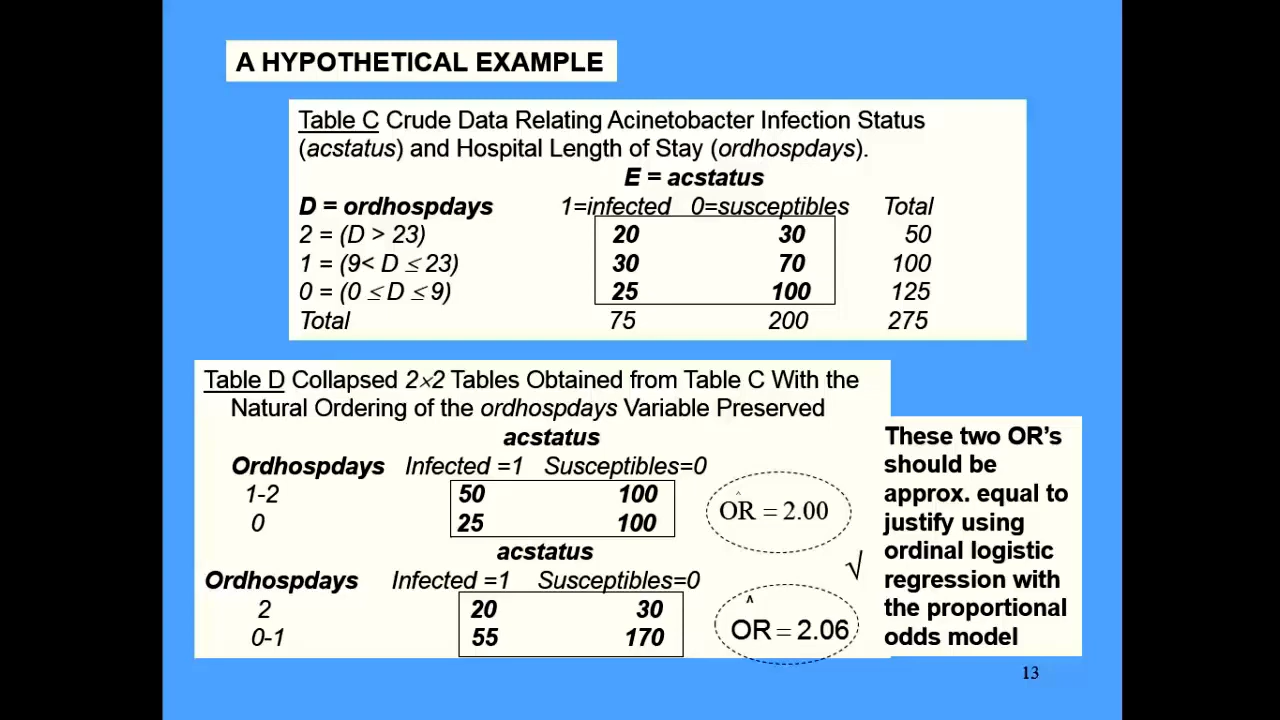 A HYPOTHETICAL EXAMPLE
Table C Crude Data Relating Acinetobacter Infection Status
(acstatus) and Hospital Length of Stay (ordhospdays).
E = acstatus
D = ordhospdays 1=infected 0=susceptibles Total
2 = (D > 23) 20 30 50
1 = (9< D ≤ 23) 30 70 100
0 = (0 ≤ D ≤ 9) 25 100 125
Total 75 200 275
Table D Collapsed 2×2 Tables Obtained from Table C With the
Natural Ordering of the ordhospdays Variable Preserved
acstatus
Ordhospdays Infected =1 Susceptibles=0
1-2 50 100
0 25 100
ÔR = 2.00
acstatus
Ordhospdays Infected =1 Susceptibles=0
2 20 30
0-1 55 170
^
OR = 2.06
√
These two OR’s
should be
approx. equal to
justify using
ordinal logistic
regression with
the proportional
odds model
13